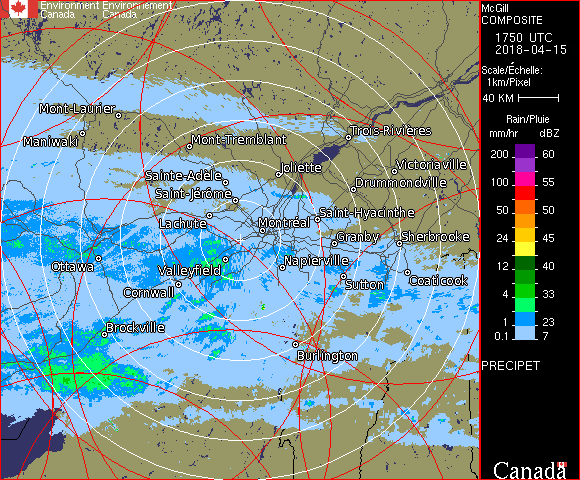 Environment Environnement
Canada Canada
McGill
COMPOSITE
1750 UTC
2018-04-15
Scale/Échelle:
1km/Pixel
40 KM
Rain/Pluie
mm/hr dBZ
200 60
100 55
50 50
24 45
12 40
4 33
1 23
0.1 7
PRECIPET
Canada
Mont-Laurier
Maniwaki
Mont-Tremblant
Trois-Rivières
Joliette
Victoriaville
Sainte-Adèle
Drummondville
Saint-Jérôme
Lachute
Montréal
Saint-Hyacinthe
Granby
Sherbrooke
Ottawa
Valleyfield
Napierville
Cornwall
Sutton
Coaticook
Brockville
Burlington